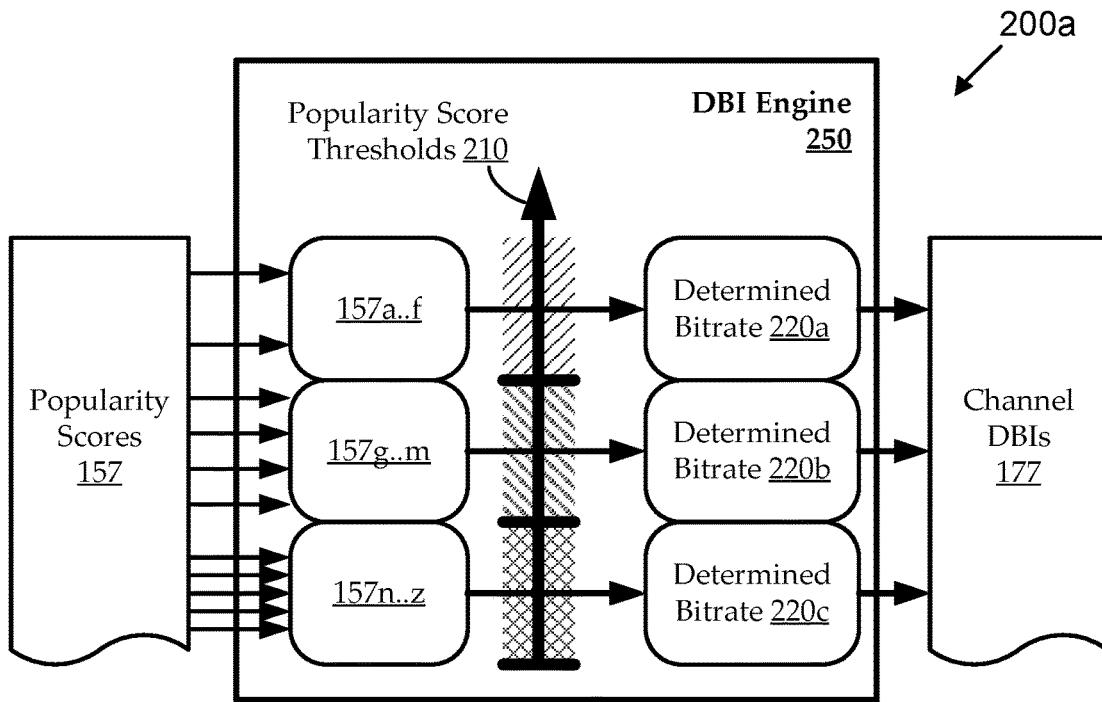 200a
DBI Engine
250
Popularity Score
Thresholds 210
Popularity
Scores
157
157a..f
157g..m
157n..z
Determined
Bitrate 220a
Determined
Bitrate 220b
Determined
Bitrate 220c
Channel
DBIs
177